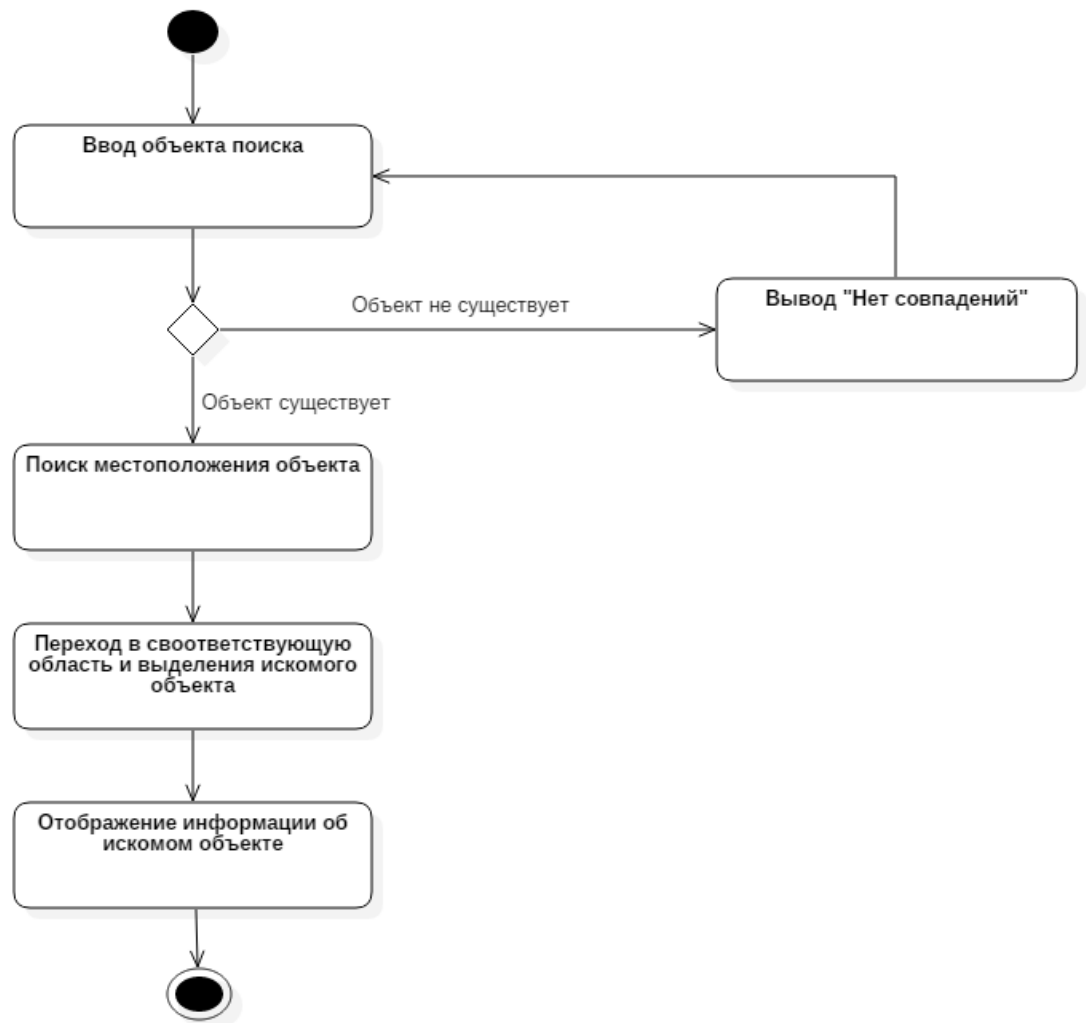 Ввод объекта поиска
Объект не существует
Вывод "Нет совпадений"
Объект существует
Поиск местоположения объекта
Переход в своответствующую
область и выделения искомого
объекта
Отображение информации об
искомом объекте